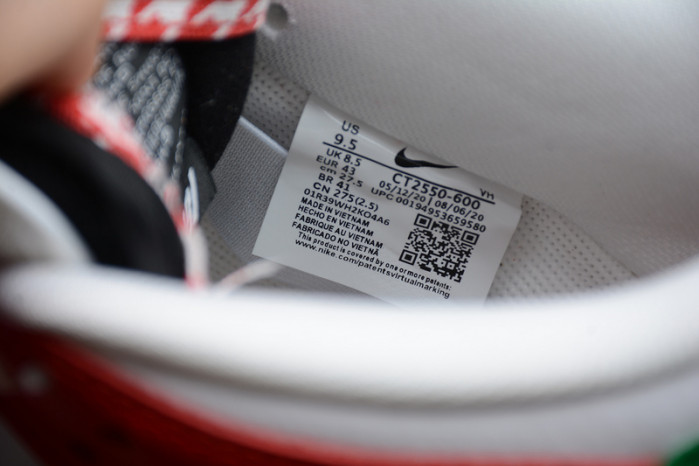 US
9.5
UK 8.5
EUR 43
cm 27.5
BR 41
CN 275(2.5)
CT2550-600 VH
05/12/20 | 08/06/20
UPC 00194953659580
01R39WH2KO4A6
MADE IN VIETNAM
HECHO EN VIETNAM
FABRIQUE AU VIETNAM
FABRICADO NO VIETNÃ
This product is covered by one or more patents:
www.nike.com/patentsvirtualmarking